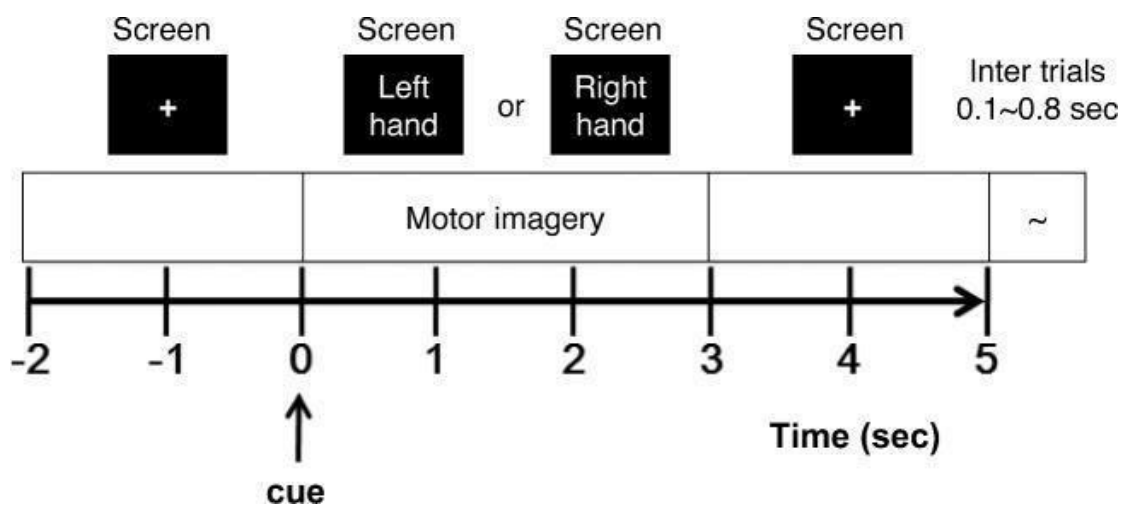 Screen
Screen
Screen
Screen
+
Left
hand
or
Right
hand
+
Inter trials
0.1~0.8 sec
Motor imagery
~
-2 -1 0 1 2 3 4 5
cue
Time (sec)